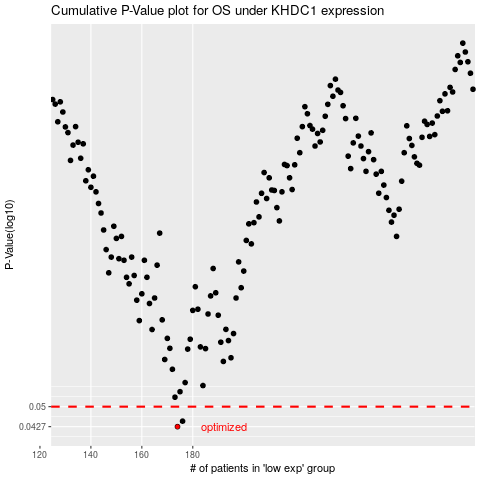 Cumulative P-Value plot for OS under KHDC1 expression
P-Value(log10)
0.05
0.0427
optimized
120 140 160 180
# of patients in 'low exp' group